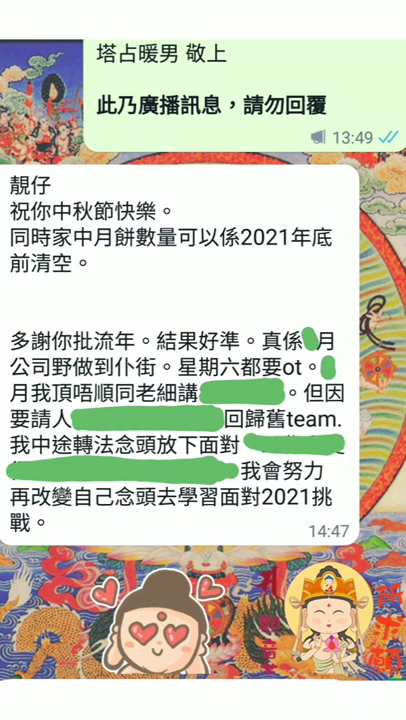 塔占暖男 敬上
此乃廣播訊息，請勿回覆
13:49
靚仔
祝你中秋節快樂。
同時家中月餅數量可以係2021年底
前清空。
多謝你批流年。結果好準。真係 月
公司野做到仆街。星期六都要ot。
月我頂唔順同老細講 。但因
要請人 回歸舊team.
我中途轉法念頭放下面對
我會努力
再改變自己念頭去學習面對2021挑
戰。
14:47